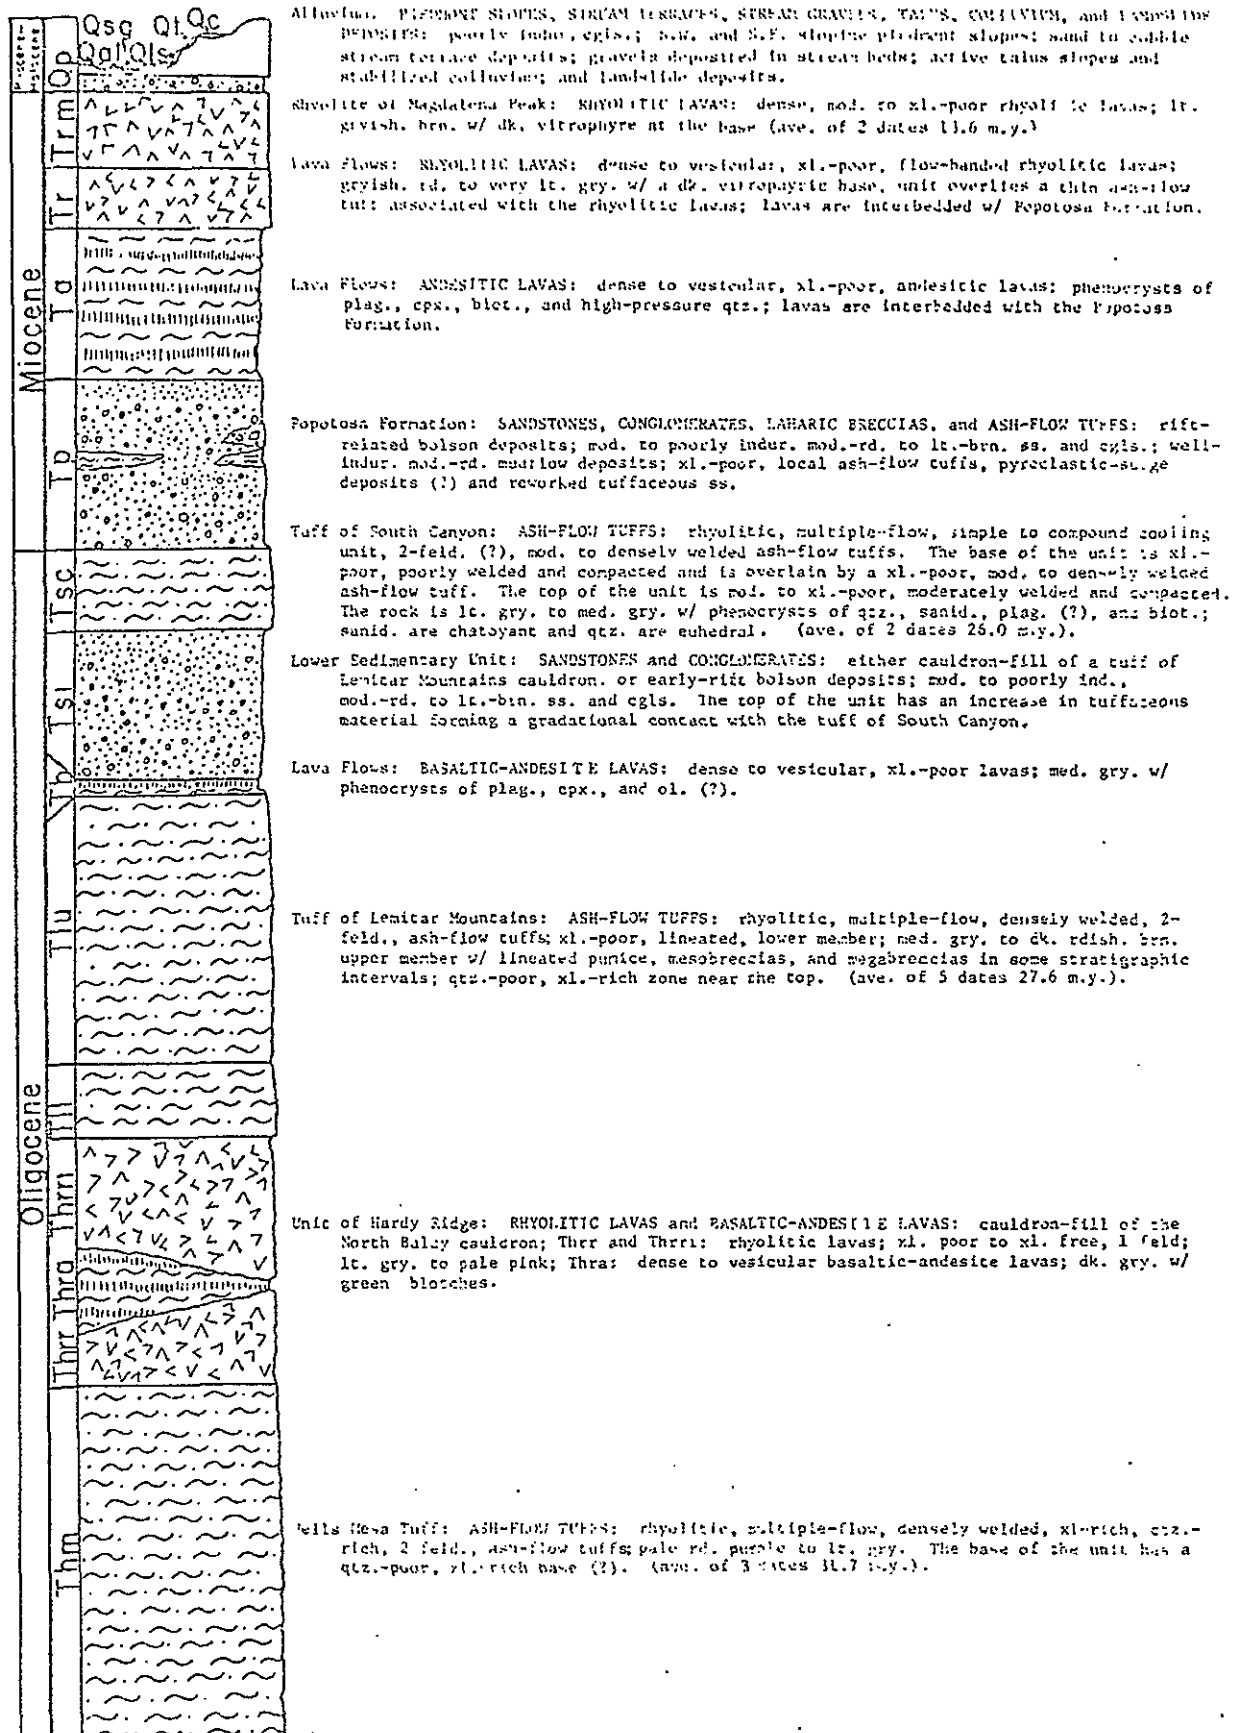 Qsg Qt Qc
Qal Qls
Qp
Alluvium. PIEDMONT SLOPES, STREAM TERRACES, STREAM GRAVELS, TALUS, COLLUVIUM, and LANDSLIDE
DEPOSITS: poorly indur. cgls.; N.W. and S.F. sloping piedmont slopes; sand to cobble
stream terrace deposits; gravels deposited in stream beds; active talus slopes and
stabilized colluvium; and landslide deposits.
Trm
Rhyolite of Magdalena Peak: RHYOLITIC LAVAS: dense, mod. to xl.-poor rhyolitic lavas; lt.
gryish. brn. w/ dk. vitrophyre at the base (ave. of 2 dates 13.6 m.y.)
Tr
Lava Flows: RHYOLITIC LAVAS: dense to vesicular, xl.-poor, flow-banded rhyolitic lavas;
gryish. rd. to very lt. gry. w/ a dk. vitrophyric base, unit overlies a thin ash-flow
tuff associated with the rhyolitic lavas; lavas are interbedded w/ Popotosa Formation.
Miocene
Ta
Lava Flows: ANDESITIC LAVAS: dense to vesicular, xl.-poor, andesitic lavas; phenocrysts of
plag., cpx., biot., and high-pressure qtz.; lavas are interbedded with the Popotosa
Formation.
Tp
Popotosa Formation: SANDSTONES, CONGLOMERATES, LAHARIC BRECCIAS, and ASH-FLOW TUFFS: rift-
related bolson deposits; mod. to poorly indur. mod.-rd. to lt.-brn. ss. and cgls.; well-
indur. mod.-rd. mudflow deposits; xl.-poor, local ash-flow tuffs, pyroclastic-surge
deposits (?) and reworked tuffaceous ss.
Tsc
Tuff of South Canyon: ASH-FLOW TUFFS: rhyolitic, multiple-flow, simple to compound cooling
unit, 2-feld. (?), mod. to densely welded ash-flow tuffs. The base of the unit is xl.-
poor, poorly welded and compacted and is overlain by a xl.-poor, mod. to densely welded
ash-flow tuff. The top of the unit is mod. to xl.-poor, moderately welded and compacted.
The rock is lt. gry. to med. gry. w/ phenocrysts of qtz., sanid., plag. (?), and biot.;
sanid. are chatoyant and qtz. are euhedral. (ave. of 2 dates 26.0 m.y.).
Tsl
Lower Sedimentary Unit: SANDSTONES and CONGLOMERATES: either cauldron-fill of a tuff of
Lemitar Mountains cauldron. or early-rift bolson deposits; mod. to poorly ind.,
mod.-rd. to lt.-brn. ss. and cgls. The top of the unit has an increase in tuffaceous
material forming a gradational contact with the tuff of South Canyon.
Tb
Lava Flows: BASALTIC-ANDESITE LAVAS: dense to vesicular, xl.-poor lavas; med. gry. w/
phenocrysts of plag., cpx., and ol. (?).
Tlu
Tuff of Lemitar Mountains: ASH-FLOW TUFFS: rhyolitic, multiple-flow, densely welded, 2-
feld., ash-flow tuffs; xl.-poor, lineated, lower member; med. gry. to dk. rdish. brn.
upper member w/ lineated pumice, mesobreccias, and megabreccias in some stratigraphic
intervals; qtz.-poor, xl.-rich zone near the top. (ave. of 5 dates 27.6 m.y.).
Tll
Oligocene
Thrr1
Unit of Hardy Ridge: RHYOLITIC LAVAS and BASALTIC-ANDESITE LAVAS: cauldron-fill of the
North Baldy cauldron; Thrr and Thrr1: rhyolitic lavas; xl. poor to xl. free, 1 feld;
lt. gry. to pale pink; Thra: dense to vesicular basaltic-andesite lavas; dk. gry. w/
green blotches.
Thra
Thrr
Thm
Hells Mesa Tuff: ASH-FLOW TUFFS: rhyolitic, multiple-flow, densely welded, xl-rich, qtz.-
rich, 2 feld., ash-flow tuffs; pale rd. purple to lt. gry. The base of the unit has a
qtz.-poor, xl.-rich base (?). (ave. of 3 dates 31.7 m.y.).